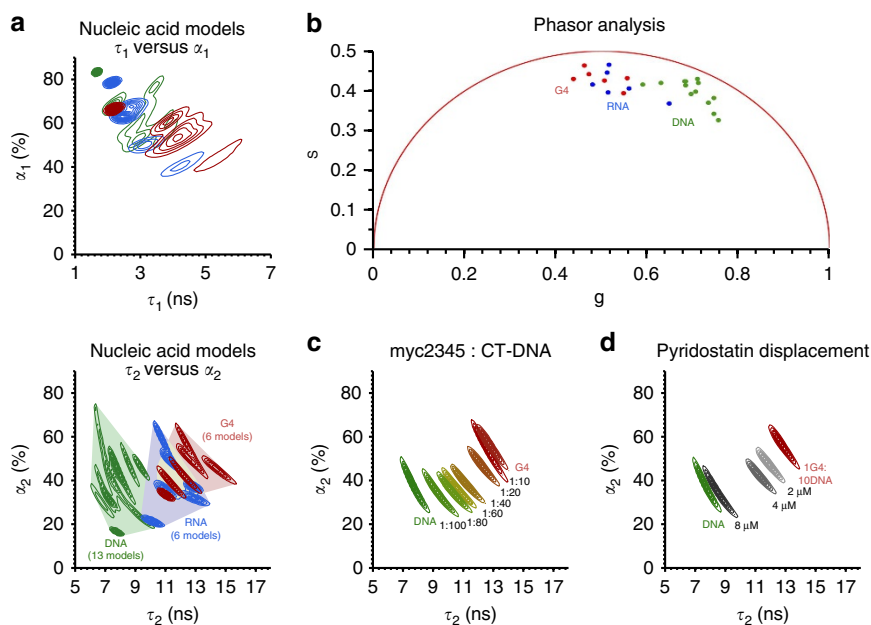 a
Nucleic acid models
τ1 versus α1
80
60
40
20
0
α1 (%)
1
3
5
7
τ1 (ns)
b
Phasor analysis
0.5
0.4
0.3
0.2
0.1
0
s
G4
RNA
DNA
0
0.2
0.4
0.6
0.8
1
g
Nucleic acid models
τ2 versus α2
80
60
40
20
0
α2 (%)
G4
(6 models)
RNA
(6 models)
DNA
(13 models)
5
7
9
11
13
15
17
τ2 (ns)
c
myc2345 : CT-DNA
80
60
40
20
0
α2 (%)
G4
1:10
1:20
1:40
1:60
1:80
1:100
DNA
5
7
9
11
13
15
17
τ2 (ns)
d
Pyridostatin displacement
80
60
40
20
0
α2 (%)
1G4:
10DNA
2 μM
4 μM
8 μM
DNA
5
7
9
11
13
15
17
τ2 (ns)